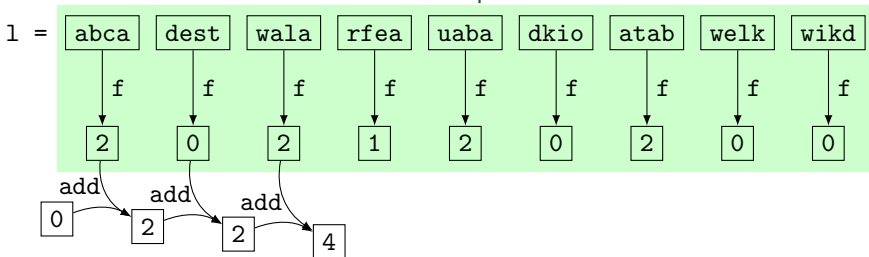 l = abca dest wala rfea uaba dkio atab welk wikd
f f f f f f f f f
2 0 2 1 2 0 2 0 0
add add add
0 2 2 4